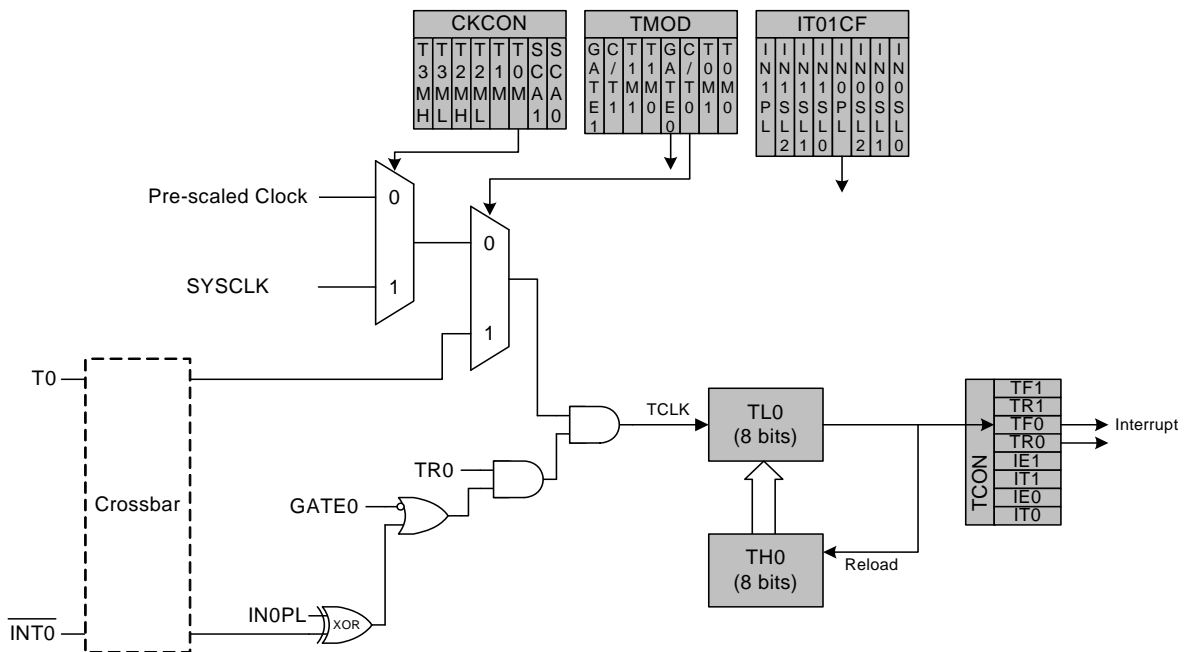 CKCON
T3MH
T3ML
T2MH
T2ML
T1M
T0M
SCA1
SCA0
TMOD
GATE1
C/T1
T1M1
T1M0
GATE0
C/T0
T0M1
T0M0
IT01CF
IN1PL
IN1SL2
IN1SL1
IN1SL0
IN0PL
IN0SL2
IN0SL1
IN0SL0
Pre-scaled Clock
0
SYSCLK
1
0
1
T0
Crossbar
INT0
GATE0
TR0
IN0PL
XOR
TCLK
TL0
(8 bits)
TH0
(8 bits)
Reload
TCON
TF1
TR1
TF0
TR0
IE1
IT1
IE0
IT0
Interrupt